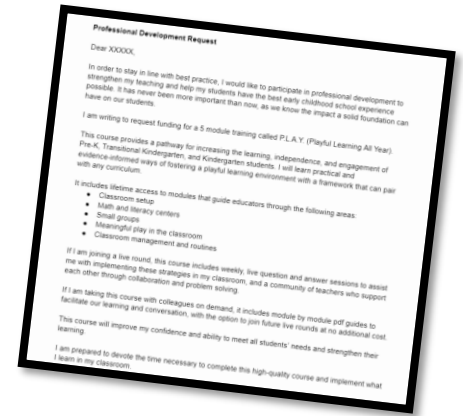 Professional Development Request
Dear XXXXX,
In order to stay in line with best practice, I would like to participate in professional development to
strengthen my teaching and help my students have the best early childhood school experience
possible. It has never been more important than now, as we know the impact a solid foundation can
have on our students.
I am writing to request funding for a 5 module training called P.L.A.Y. (Playful Learning All Year).
This course provides a pathway for increasing the learning, independence, and engagement of
Pre-K, Transitional Kindergarten, and Kindergarten students. I will learn practical and
evidence-informed ways of fostering a playful learning environment with a framework that can pair
with any curriculum.
It includes lifetime access to modules that guide educators through the following areas:
● Classroom setup
● Math and literacy centers
● Small groups
● Meaningful play in the classroom
● Classroom management and routines
If I am joining a live round, this course includes weekly, live question and answer sessions to assist
me with implementing these strategies in my classroom, and a community of teachers who support
each other through collaboration and problem solving.
If I am taking this course with colleagues on demand, it includes module by module pdf guides to
facilitate our learning and conversation, with the option to join future live rounds at no additional cost.
This course will improve my confidence and ability to meet all students' needs and strengthen their
learning.
I am prepared to devote the time necessary to complete this high-quality course and implement what
I learn in my classroom.